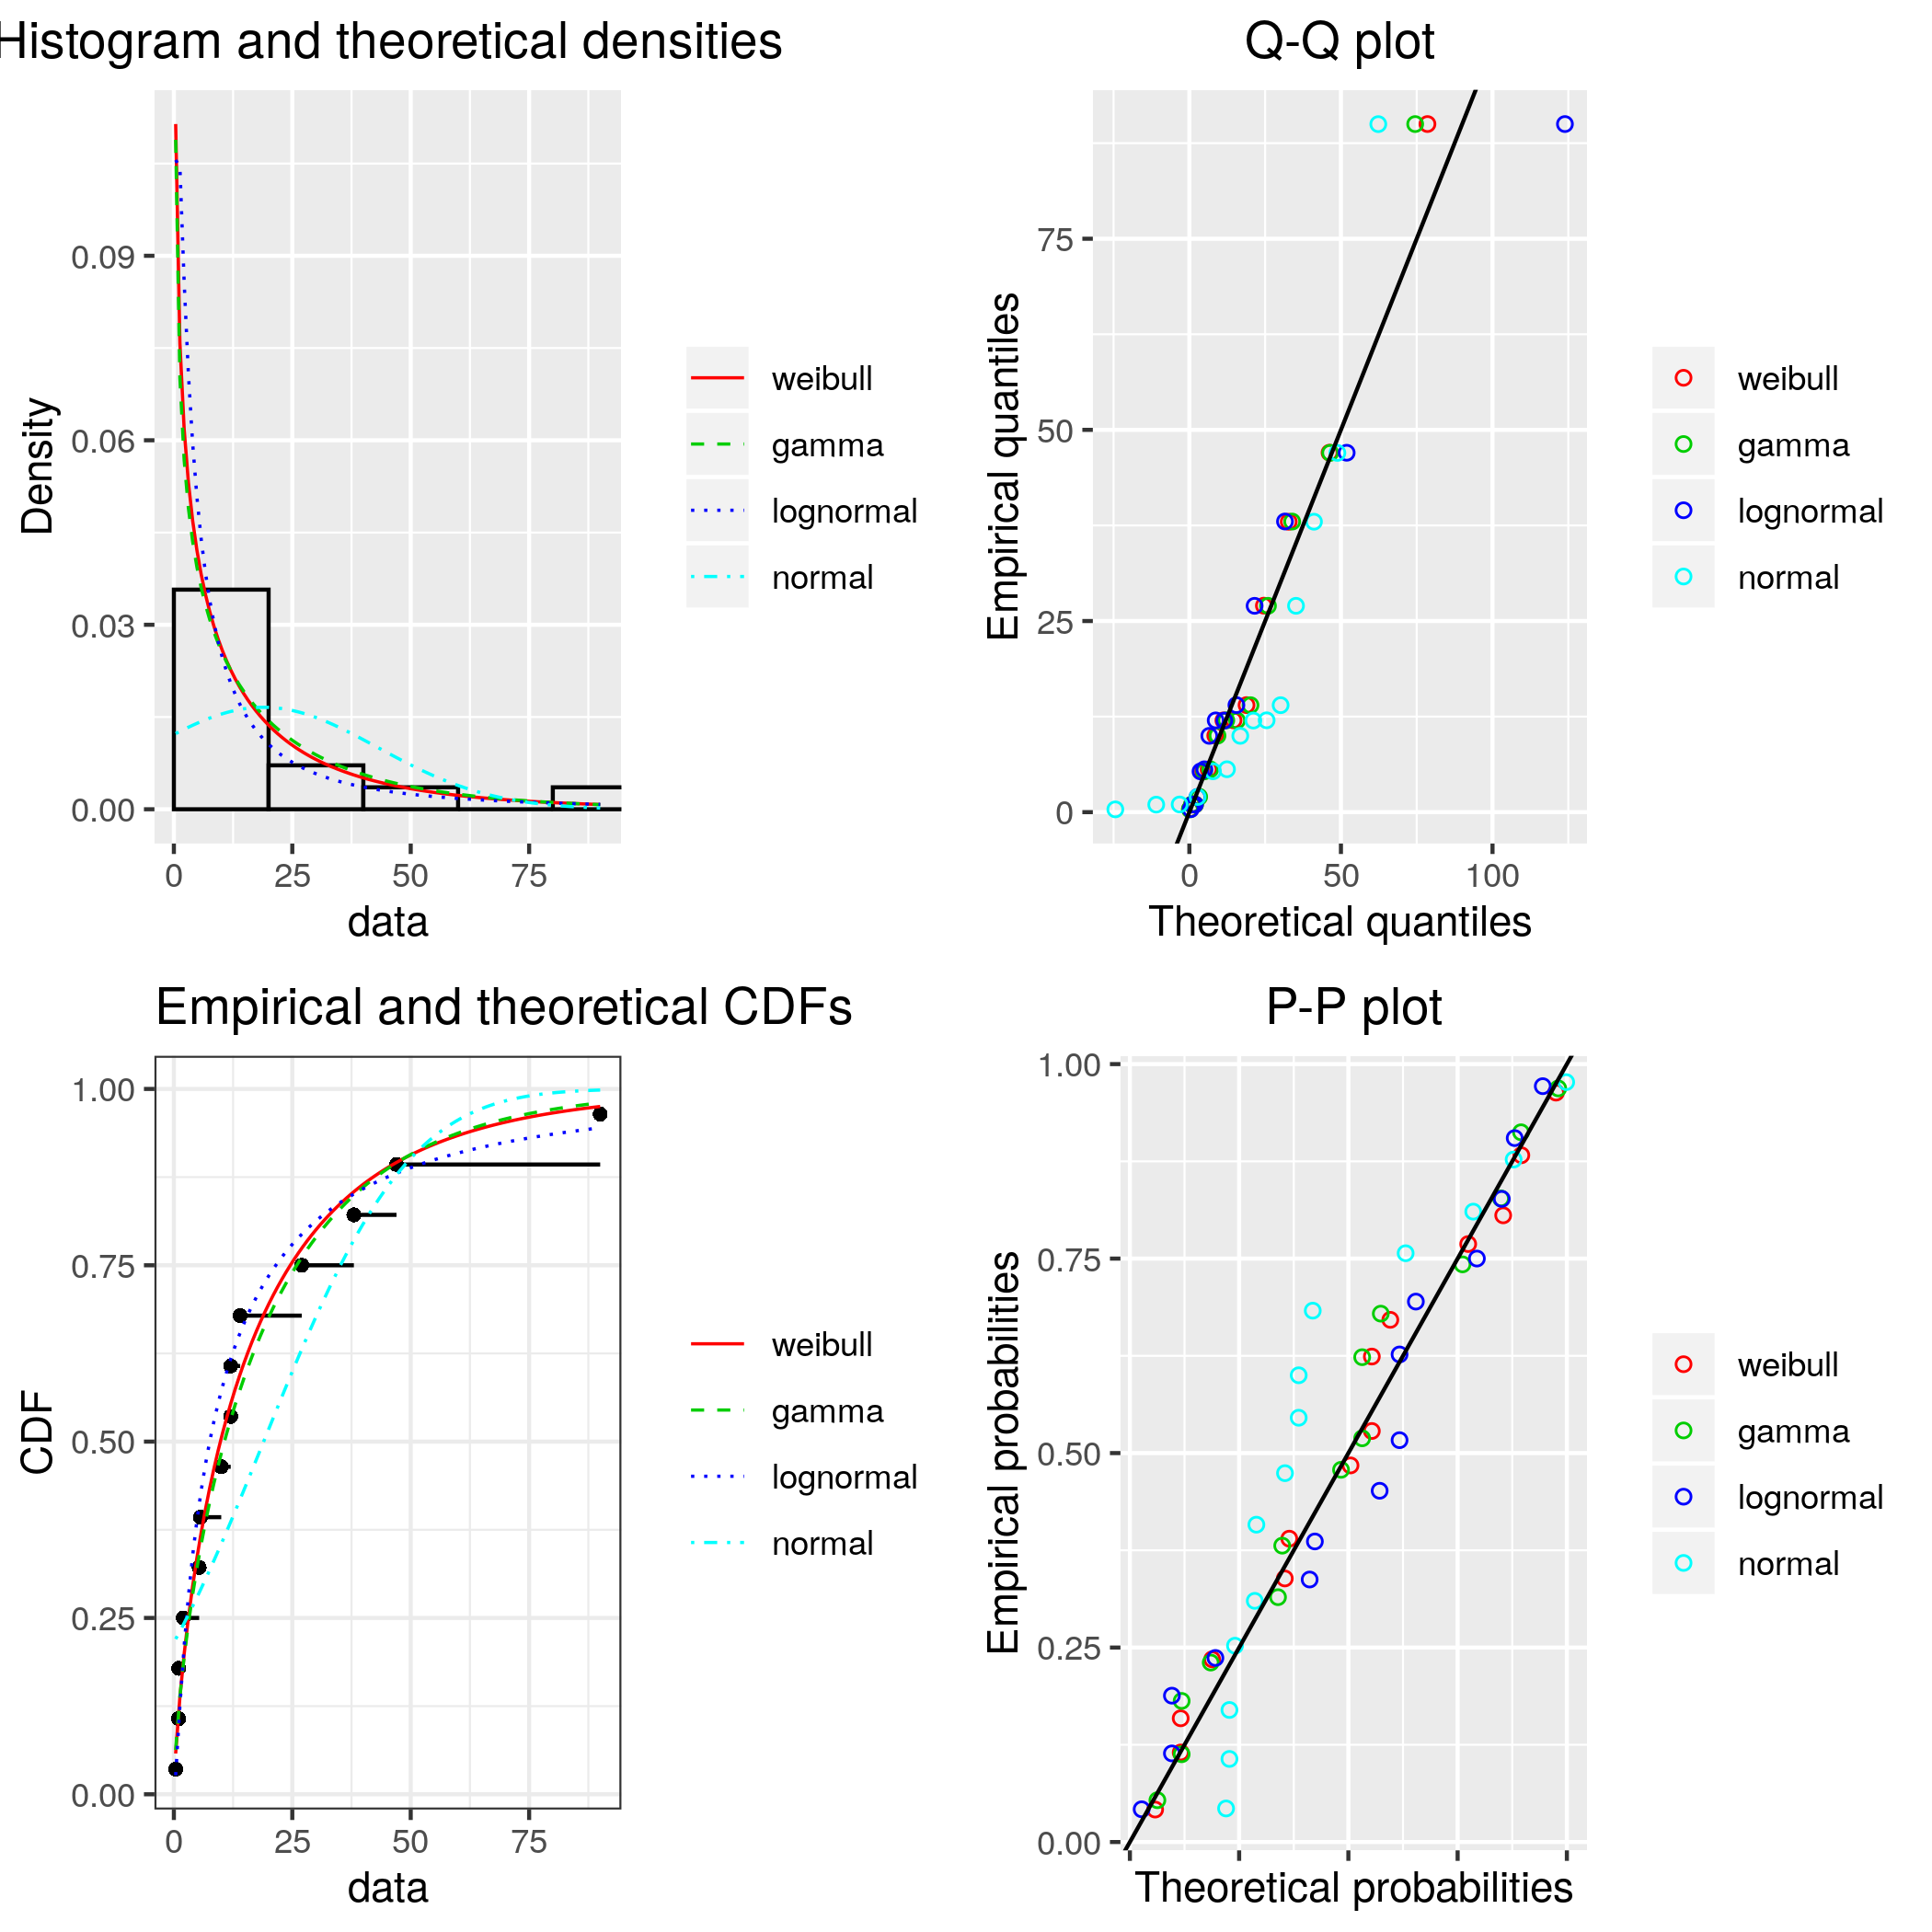 Histogram and theoretical densities
Density
0.09
0.06
0.03
0.00
0 25 50 75
data
weibull
gamma
lognormal
normal
Q-Q plot
Empirical quantiles
75
50
25
0
0 50 100
Theoretical quantiles
weibull
gamma
lognormal
normal
Empirical and theoretical CDFs
CDF
1.00
0.75
0.50
0.25
0.00
0 25 50 75
data
weibull
gamma
lognormal
normal
P-P plot
Empirical probabilities
1.00
0.75
0.50
0.25
0.00
Theoretical probabilities
weibull
gamma
lognormal
normal